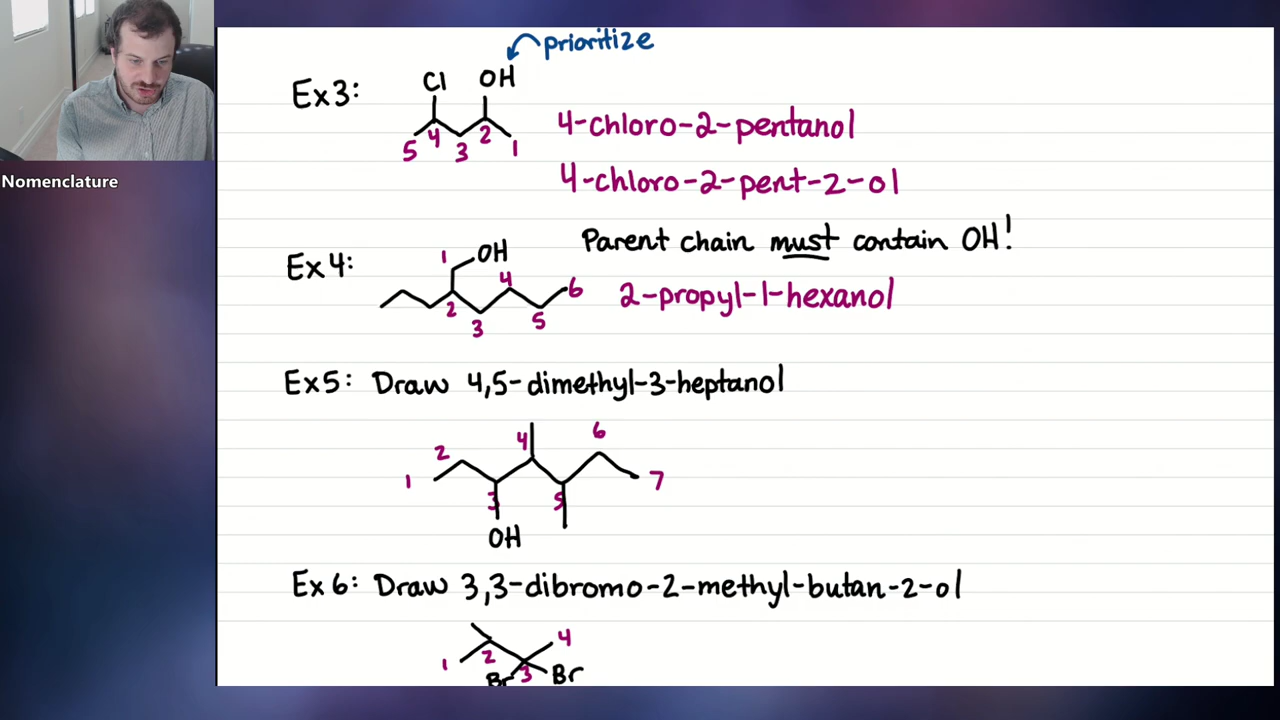 prioritize
Ex3:
Cl OH
5 4 3 2 1
4-chloro-2-pentanol
4-chloro-2-pent-2-ol
Nomenclature
Parent chain must contain OH!
Ex4:
1 OH
2 3 4 5 6
2-propyl-1-hexanol
Ex5: Draw 4,5-dimethyl-3-heptanol
1 2 3 4 5 6 7
OH
Ex 6: Draw 3,3-dibromo-2-methyl-butan-2-ol
1 2 3 4
Br Br